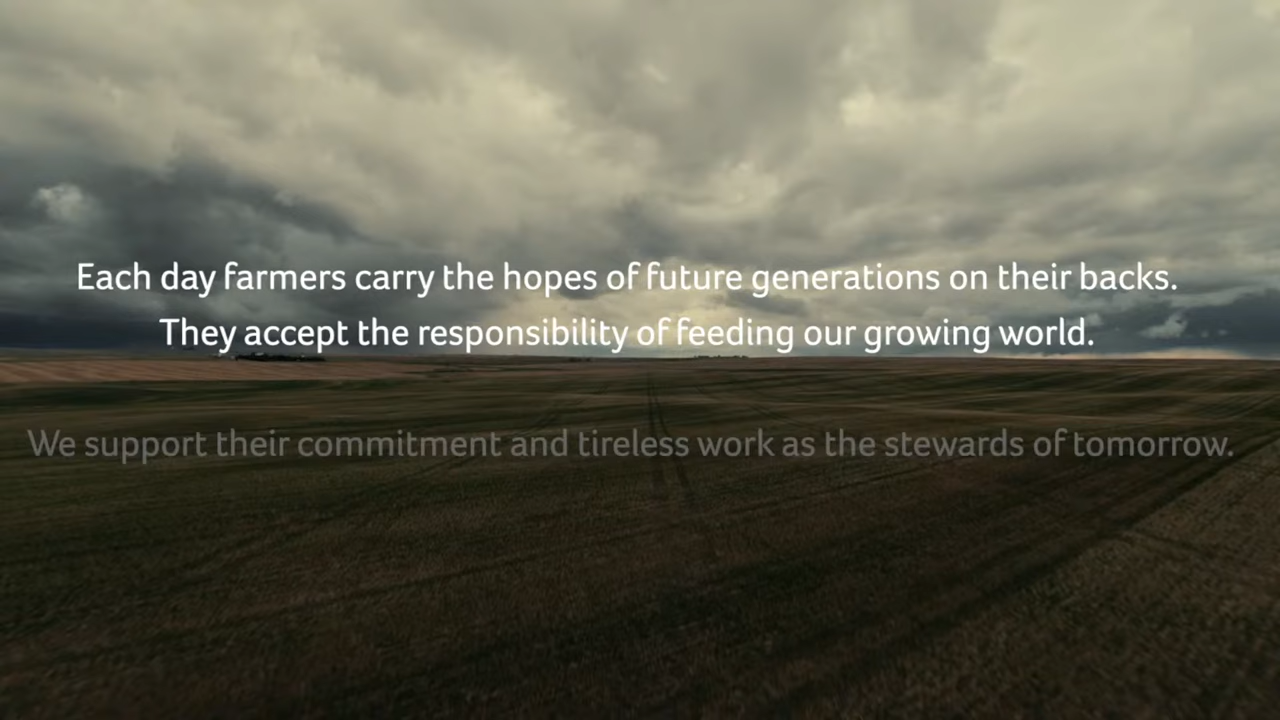 Each day farmers carry the hopes of future generations on their backs.
They accept the responsibility of feeding our growing world.
We support their commitment and tireless work as the stewards of tomorrow.